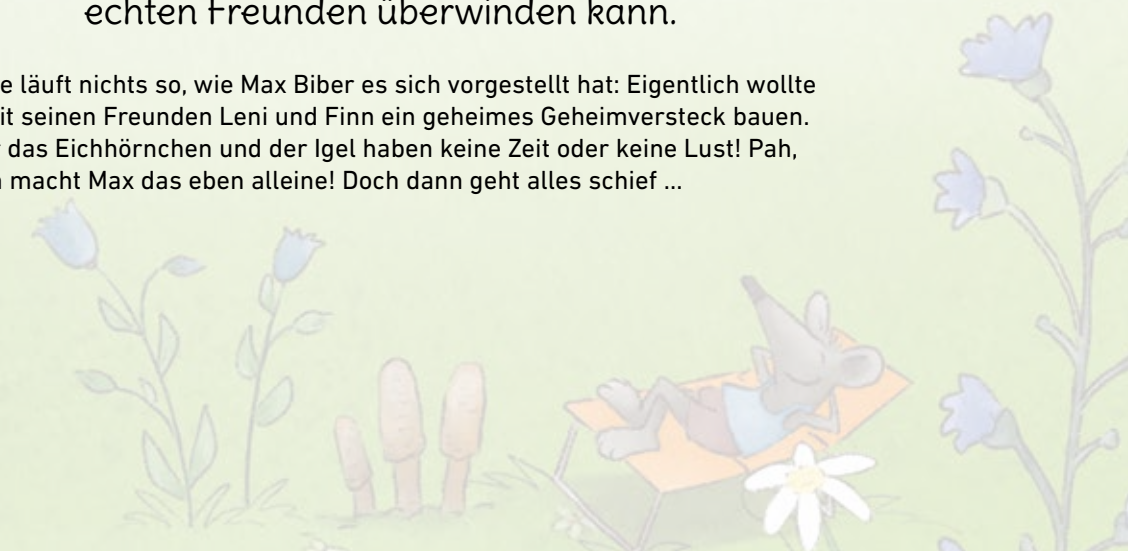 echten Freunden überwinden kann.
läuft nichts so, wie Max Biber es sich vorgestellt hat: Eigentlich wollte
seinen Freunden Leni und Finn ein geheimes Geheimversteck bauen.
das Eichhörnchen und der Igel haben keine Zeit oder keine Lust! Pah,
macht Max das eben alleine! Doch dann geht alles schief ...